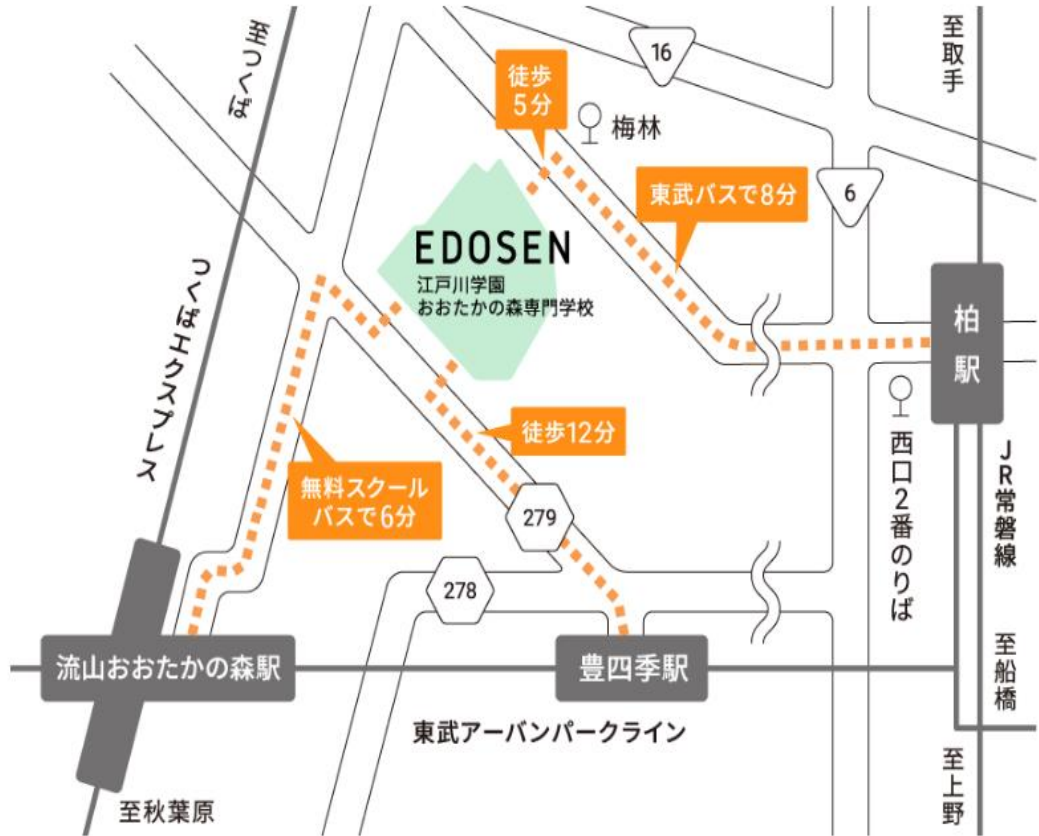 至つくば
16
至取手
徒歩
5分
梅林
東武バスで8分
6
EDOSEN
江戸川学園
おおたかの森専門学校
つくばエクスプレス
柏駅
徒歩12分
西口2番のりば
JR常磐線
無料スクール
バスで6分
279
278
流山おおたかの森駅
豊四季駅
至船橋
東武アーバンパークライン
至上野
至秋葉原